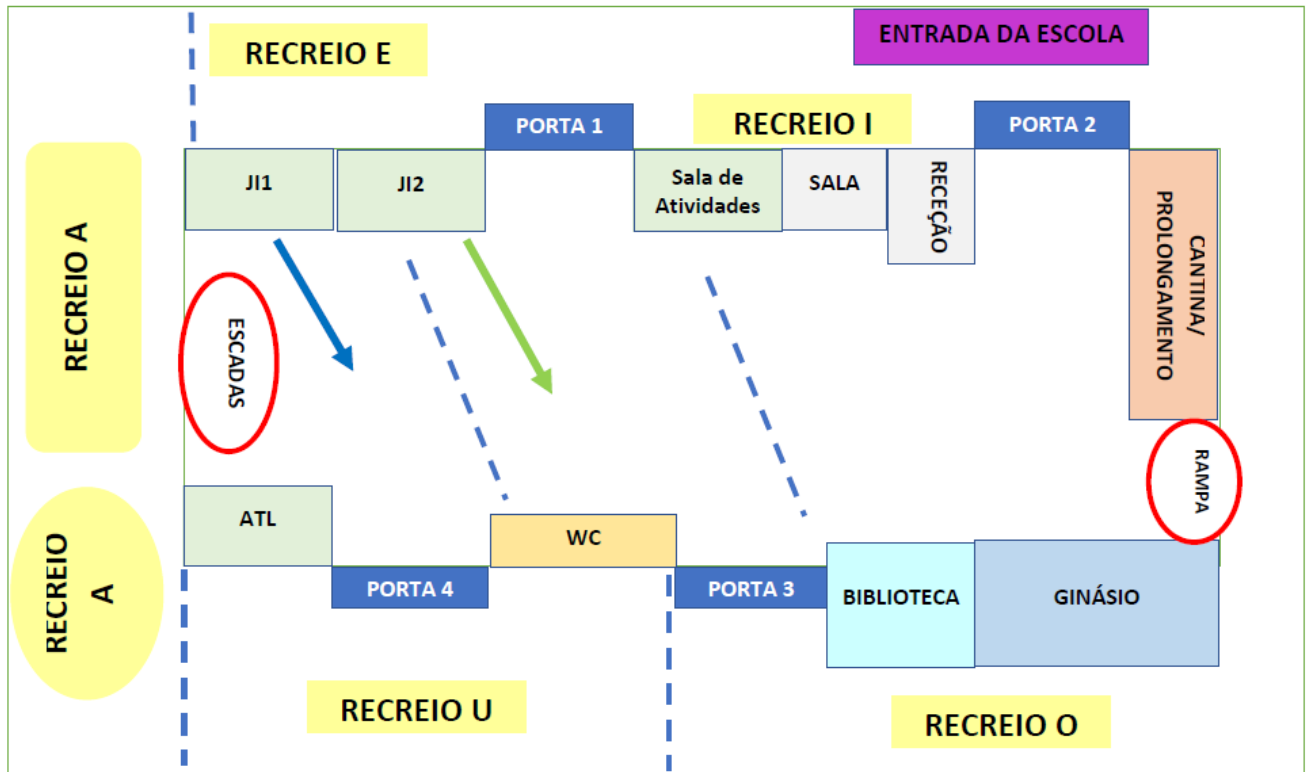 RECREIO E
ENTRADA DA ESCOLA
PORTA 1
RECREIO I
PORTA 2
JI1
JI2
Sala de
Atividades
SALA
RECEÇÃO
CANTINA/
PROLONGAMENTO
RECREIO A
ESCADAS
RAMPA
ATL
WC
RECREIO
A
PORTA 4
PORTA 3
BIBLIOTECA
GINÁSIO
RECREIO U
RECREIO O